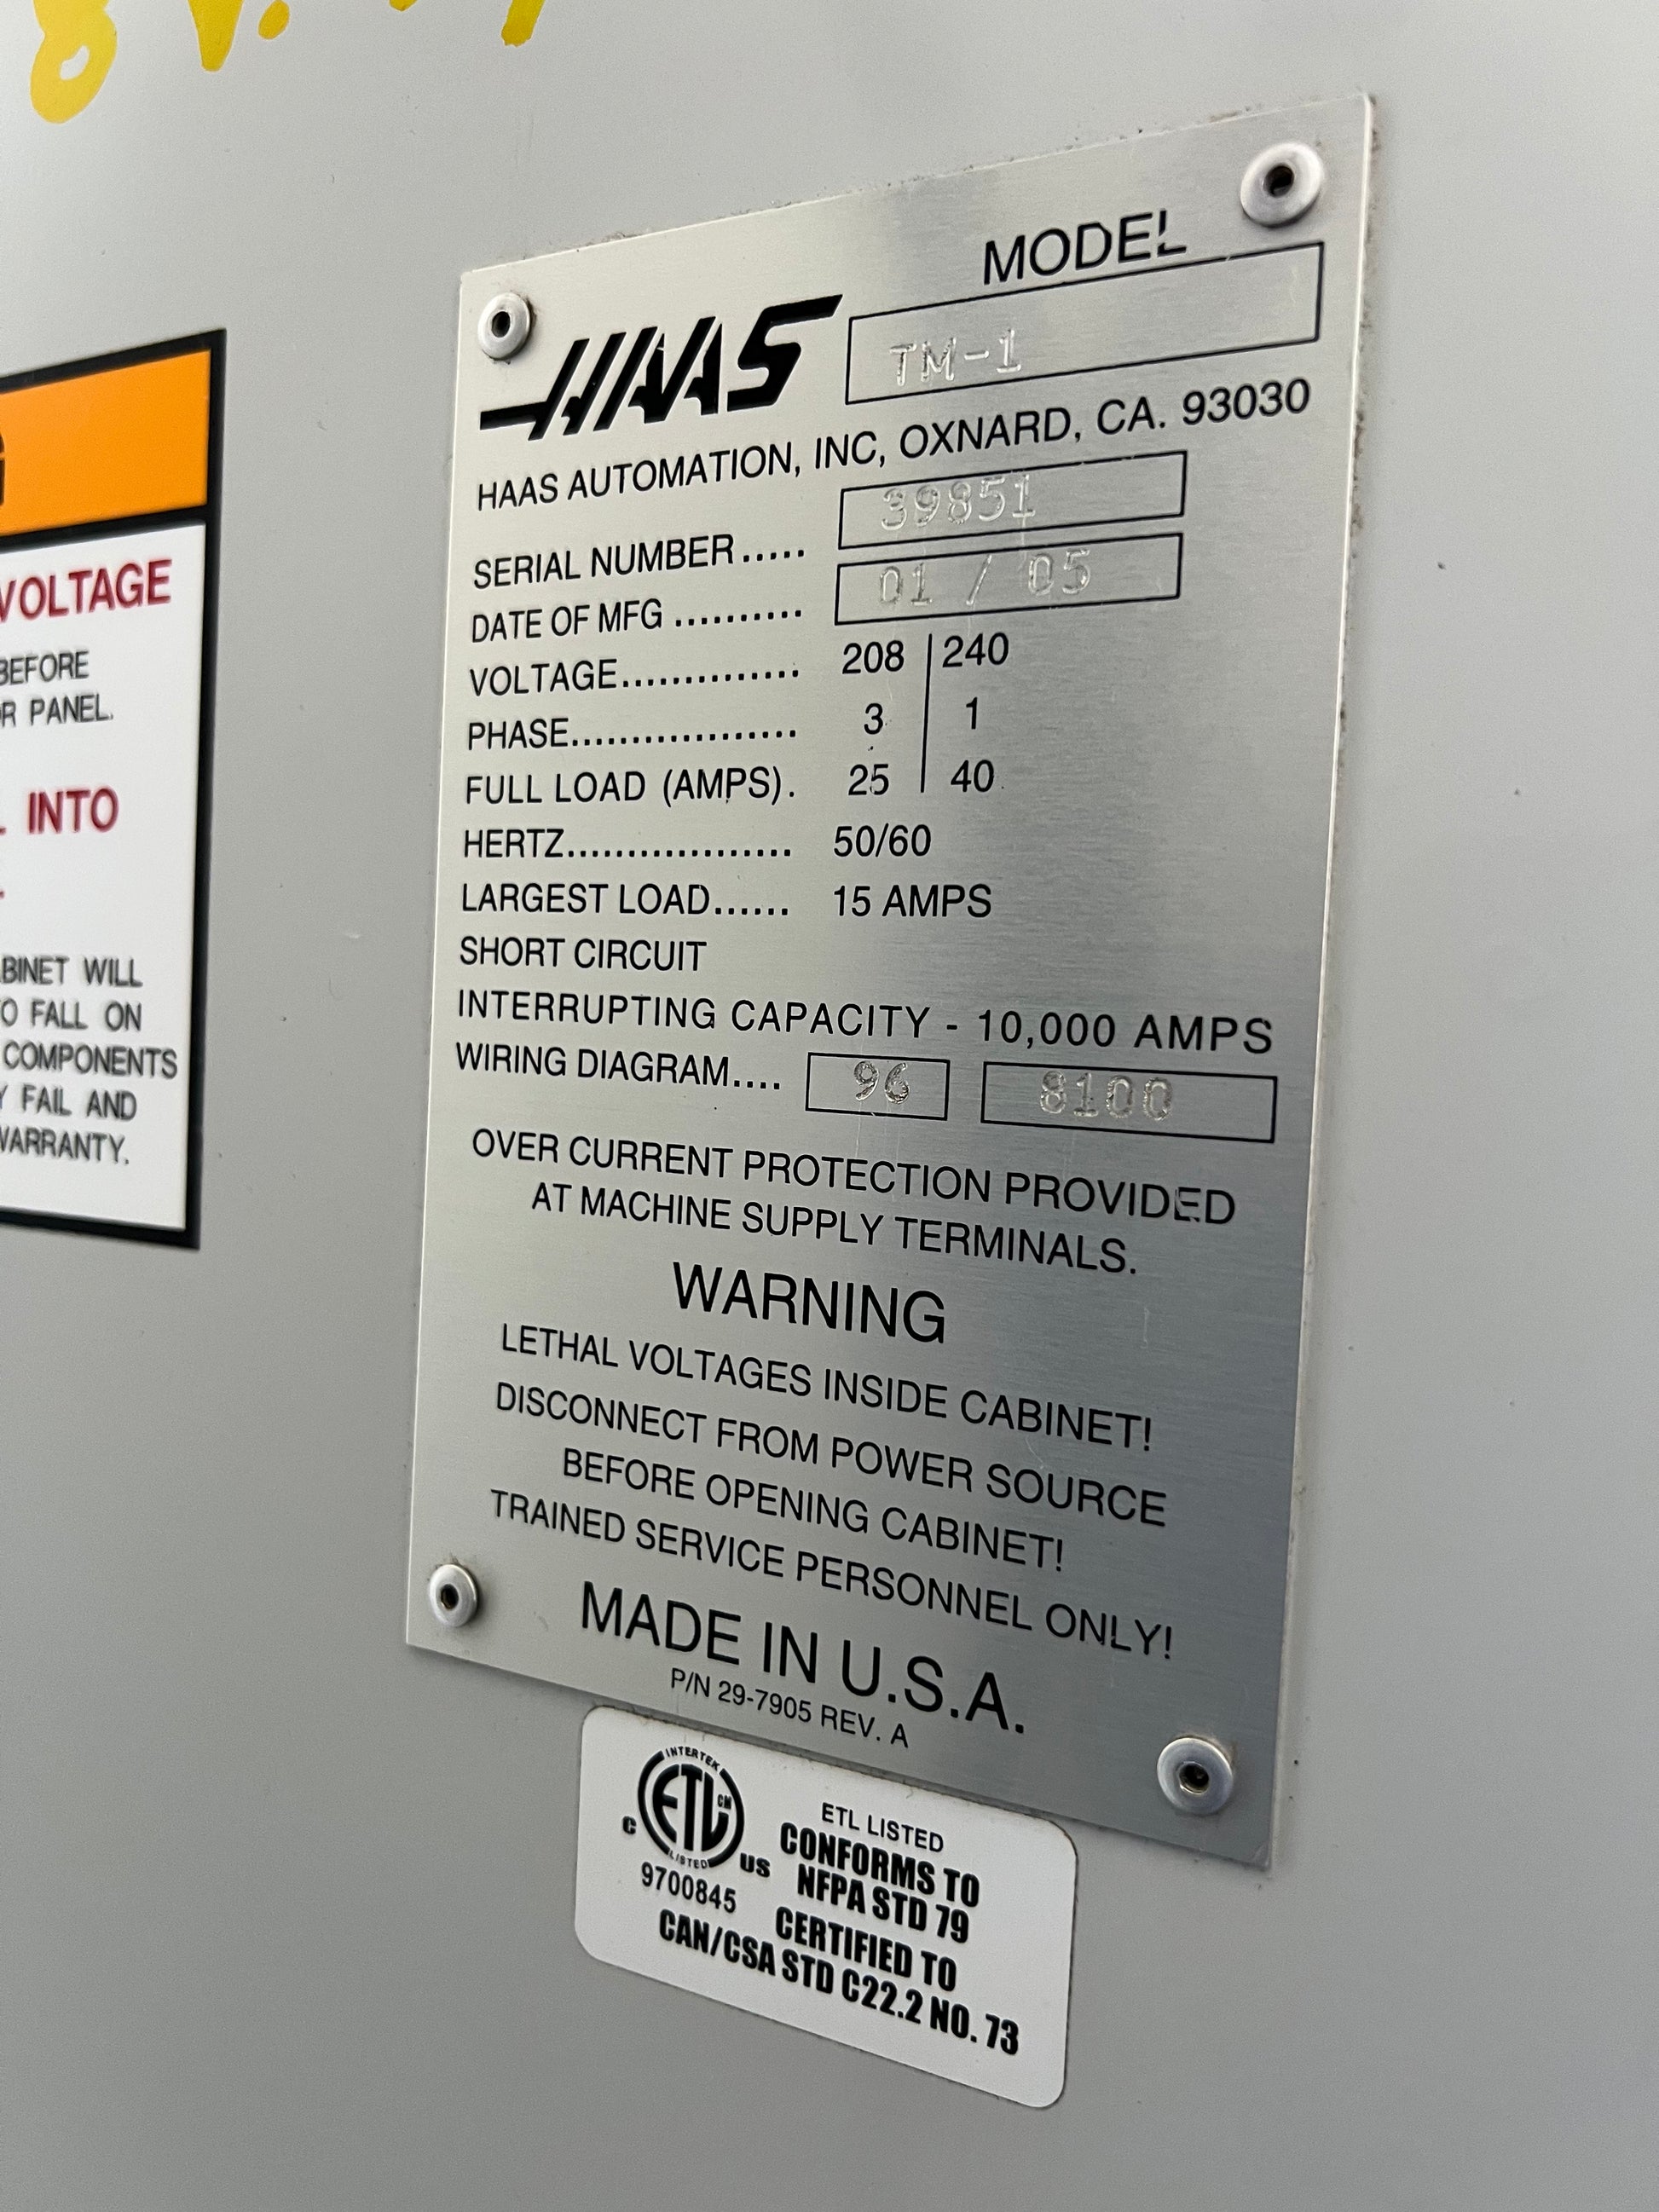 MODEL
HAAS
TM-1
HAAS AUTOMATION, INC, OXNARD, CA. 93030
SERIAL NUMBER..... 39851
DATE OF MFG .......... 01 / 05
VOLTAGE.............. 208 | 240
PHASE.................. 3 | 1
FULL LOAD (AMPS). 25 | 40
HERTZ.................. 50/60
LARGEST LOAD...... 15 AMPS
SHORT CIRCUIT
INTERRUPTING CAPACITY - 10,000 AMPS
WIRING DIAGRAM.... 96 8100
OVER CURRENT PROTECTION PROVIDED
AT MACHINE SUPPLY TERMINALS.
WARNING
LETHAL VOLTAGES INSIDE CABINET!
DISCONNECT FROM POWER SOURCE
BEFORE OPENING CABINET!
TRAINED SERVICE PERSONNEL ONLY!
MADE IN U.S.A.
P/N 29-7905 REV. A
INTERTEK
ETL CM
LISTED
C US
9700845
ETL LISTED
CONFORMS TO
NFPA STD 79
CERTIFIED TO
CAN/CSA STD C22.2 NO. 73
VOLTAGE
BEFORE
PANEL.
INTO
WILL
FALL ON
COMPONENTS
FAIL AND
WARRANTY.